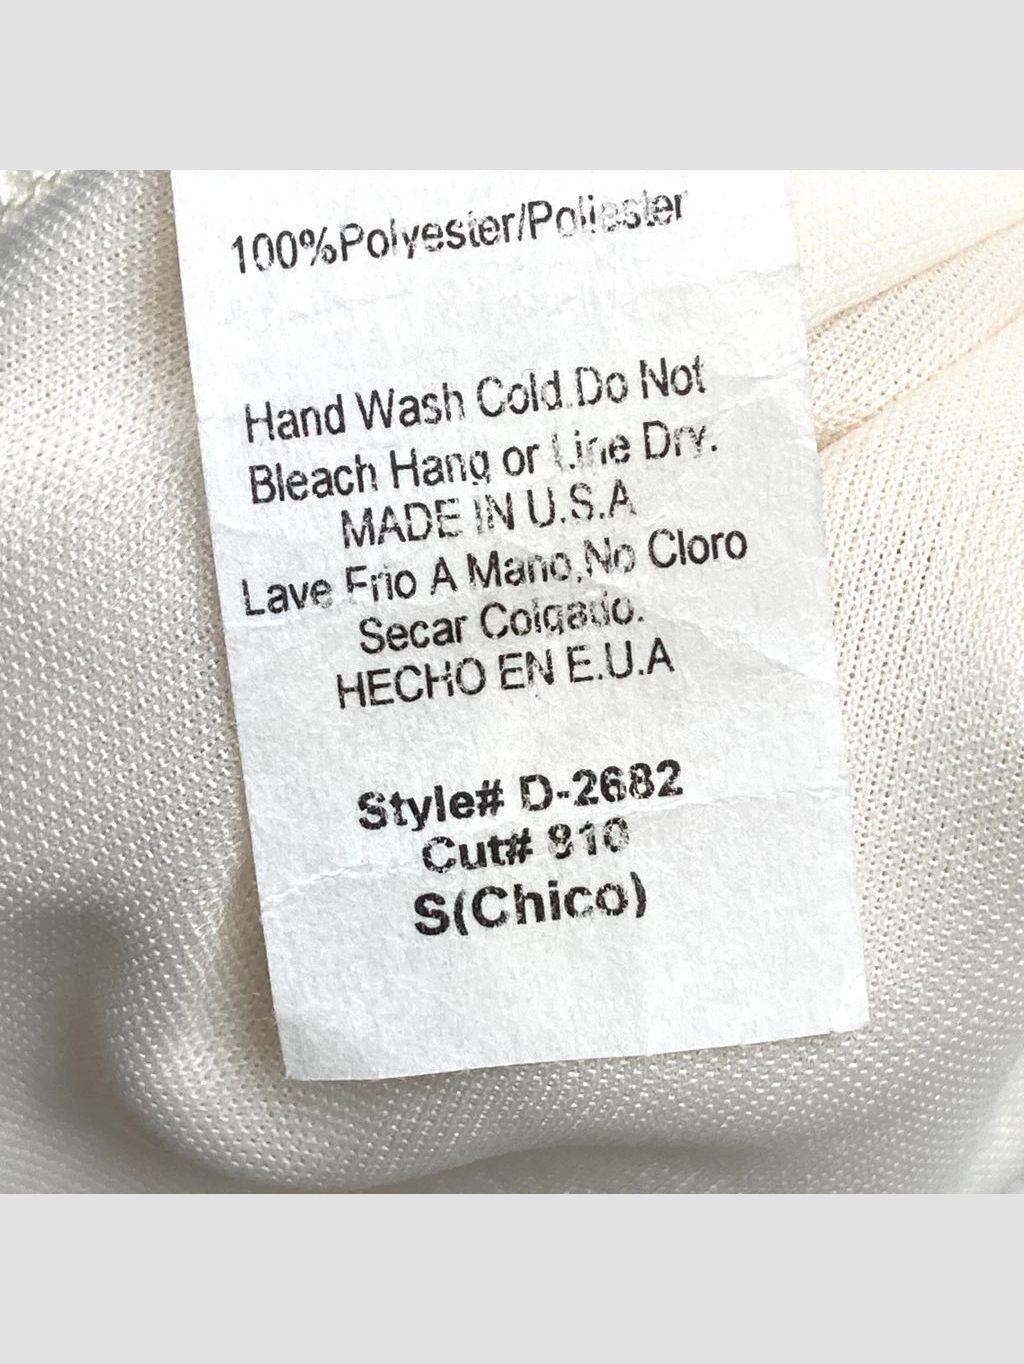 100%Polyester/Poliester
Hand Wash Cold.Do Not
Bleach Hang or Line Dry.
MADE IN U.S.A
Lave Frio A Mano,No Cloro
Secar Colgado.
HECHO EN E.U.A
Style# D-2682
Cut# 810
S(Chico)